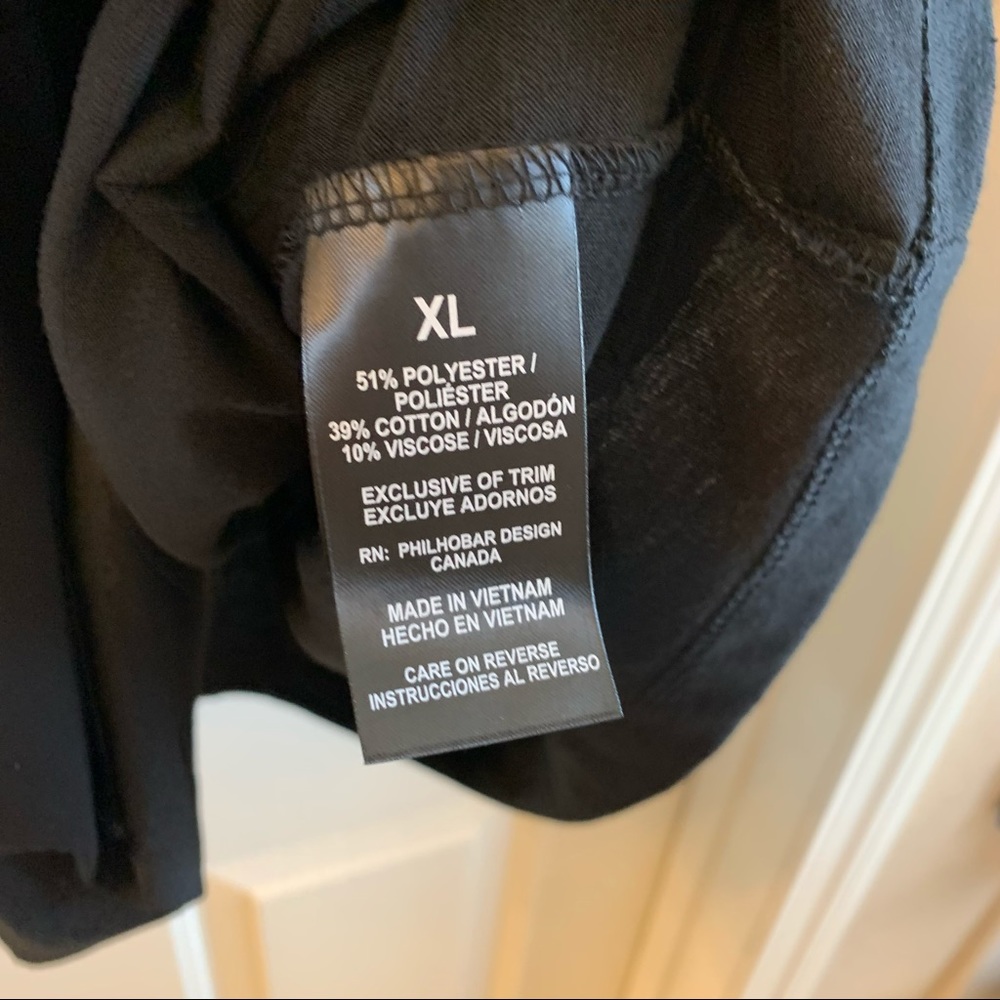 XL
51% POLYESTER /
POLIÉSTER
39% COTTON / ALGODÓN
10% VISCOSE / VISCOSA
EXCLUSIVE OF TRIM
EXCLUYE ADORNOS
RN: PHILHOBAR DESIGN
CANADA
MADE IN VIETNAM
HECHO EN VIETNAM
CARE ON REVERSE
INSTRUCCIONES AL REVERSO